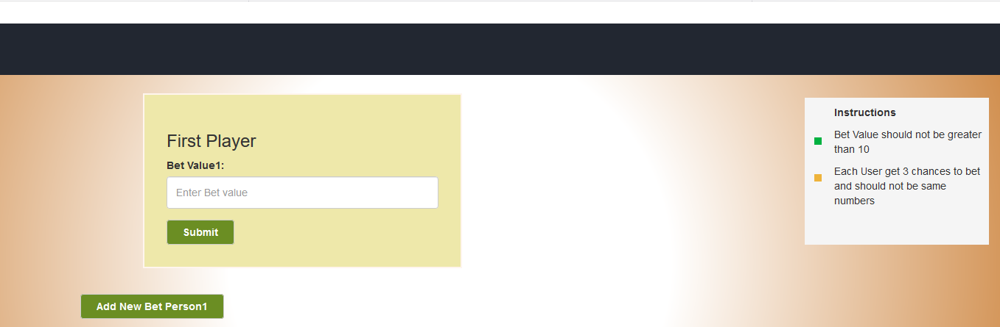 First Player
Bet Value1:
Enter Bet value
Submit
Add New Bet Person1
Instructions
Bet Value should not be greater
than 10
Each User get 3 chances to bet
and should not be same
numbers